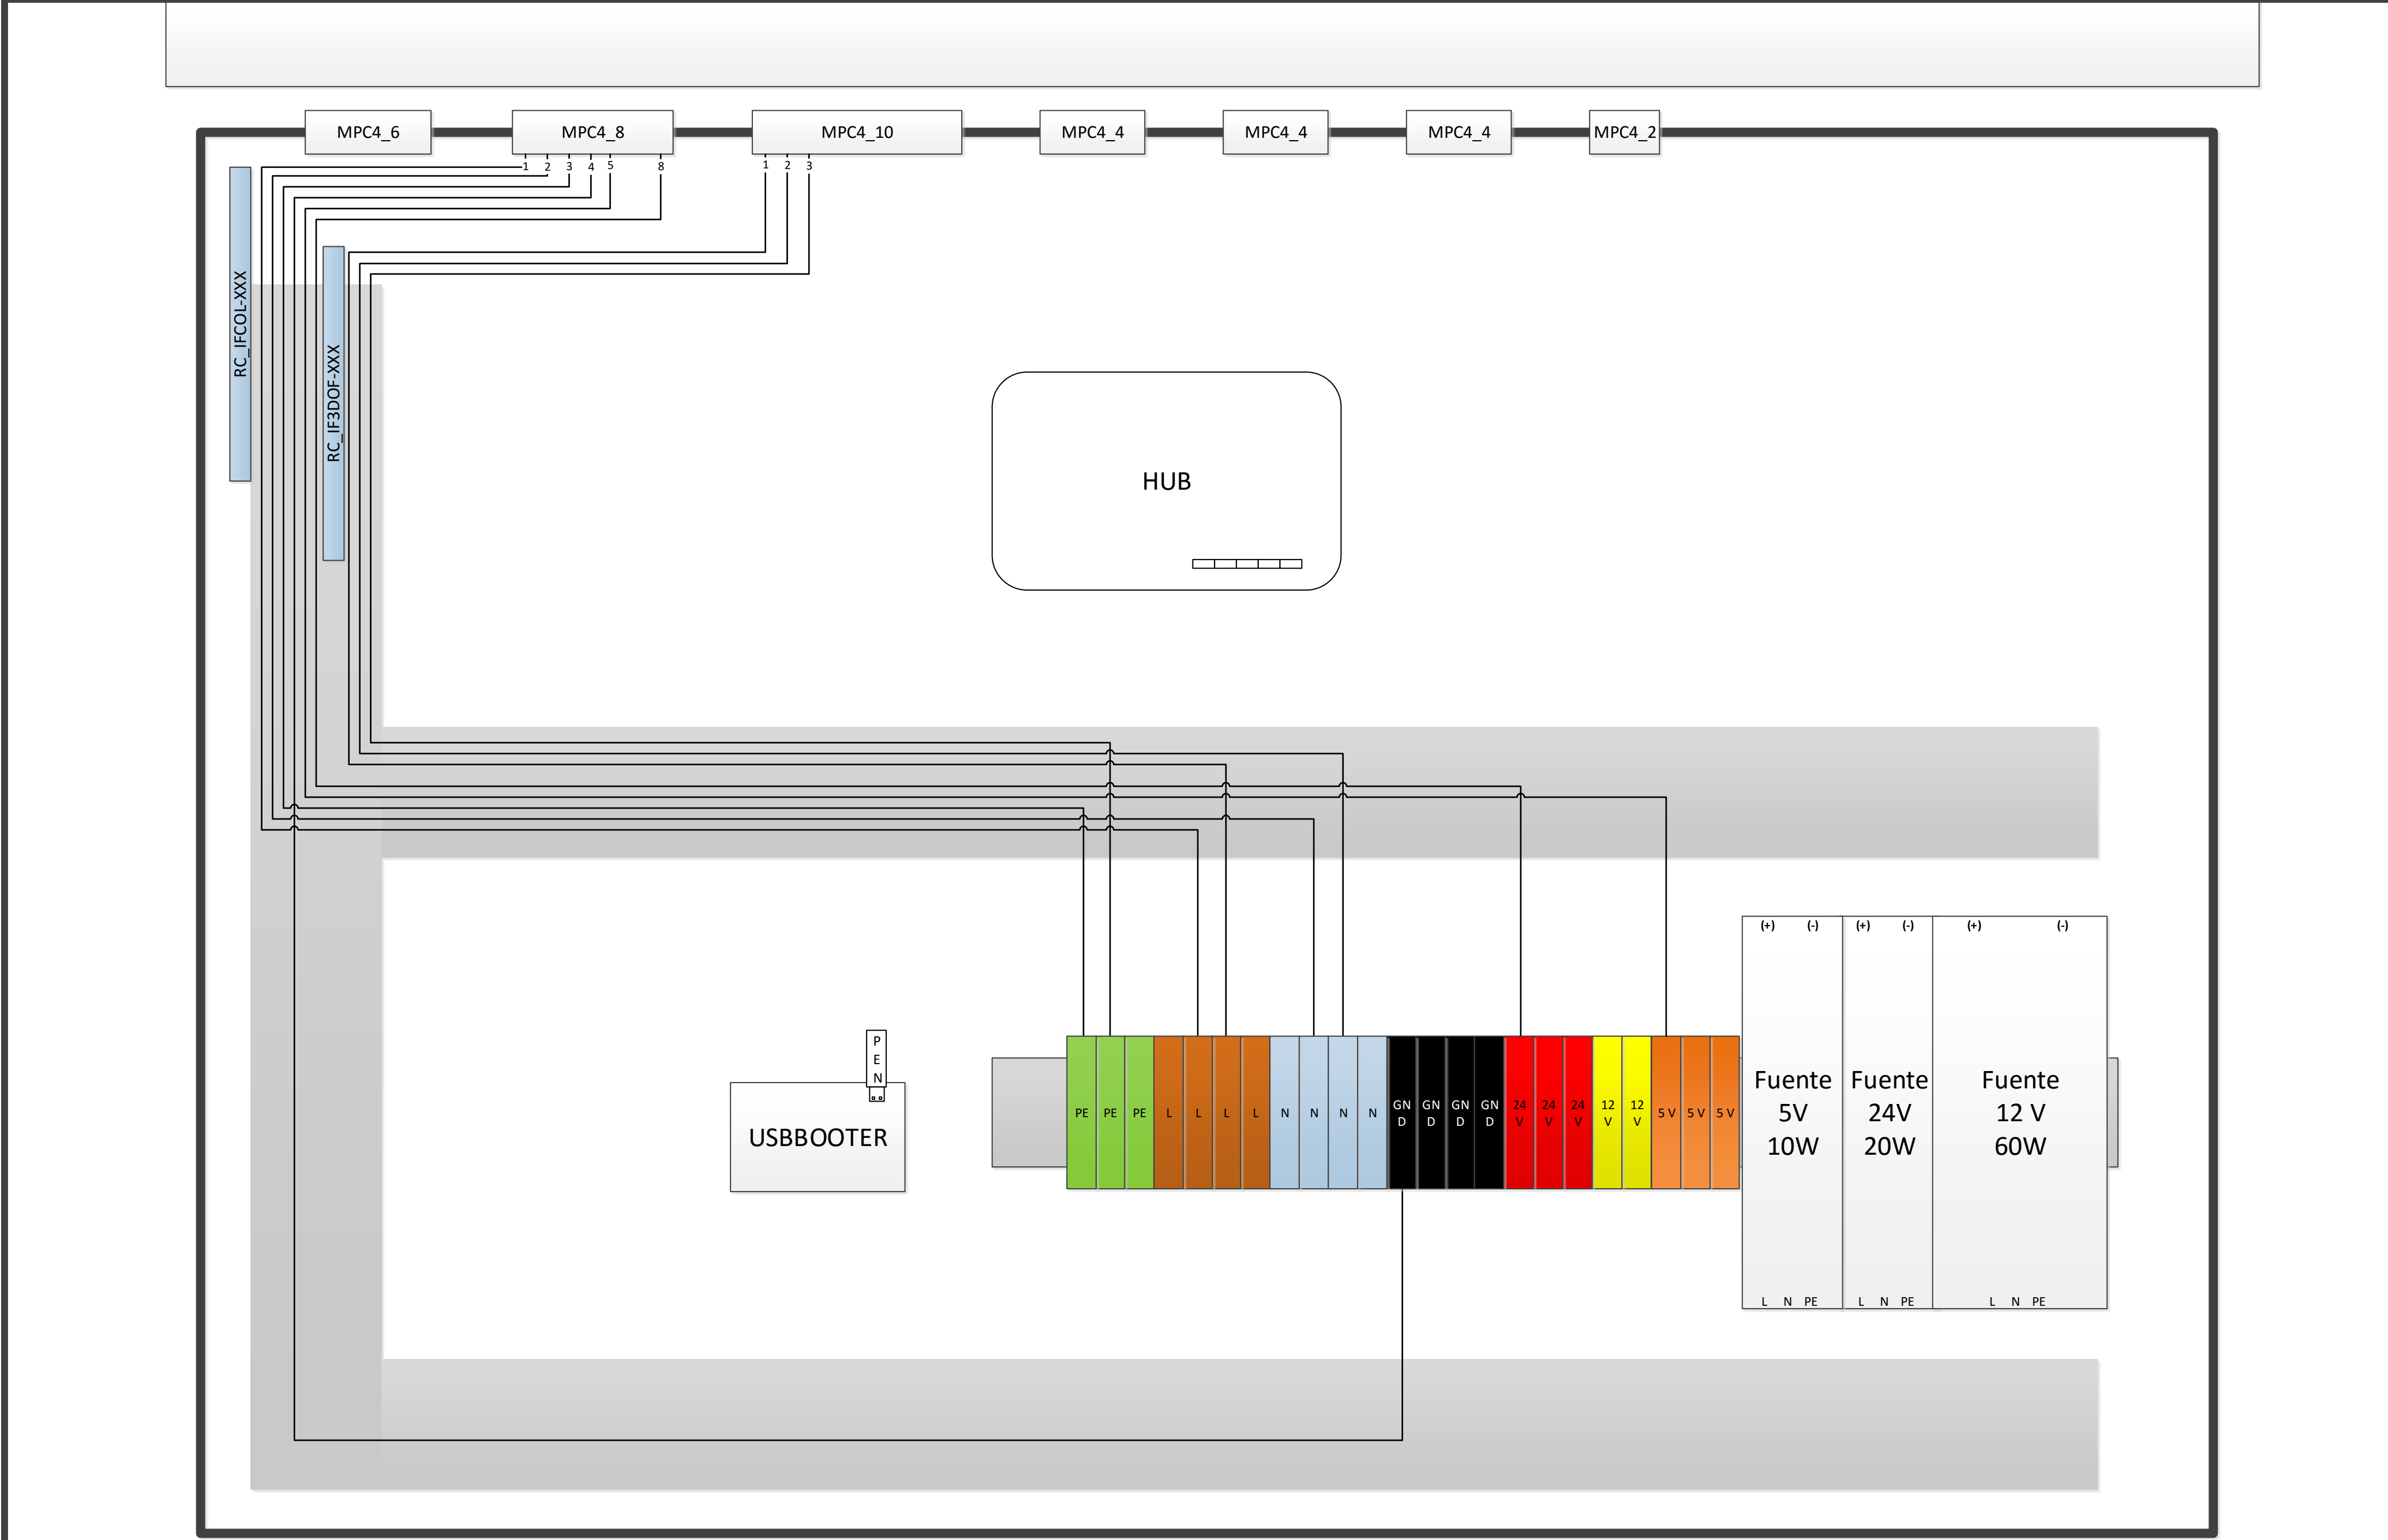 MPC4_6 MPC4_8 MPC4_10 MPC4_4 MPC4_4 MPC4_4 MPC4_2
1 2 3 4 5 8 1 2 3
RC_IFCOL-XXX
RC_IF3DOF-XXX
HUB
(+) (-) (+) (-) (+) (-)
P
E
N
USBBOOTER
PE PE PE L L L L N N N N
GN
D
GN
D
GN
D
GN
D
24
V
24
V
24
V
12
V
12
V
5 V 5 V 5 V
Fuente
5V
10W
Fuente
24V
20W
Fuente
12 V
60W
L N PE L N PE L N PE